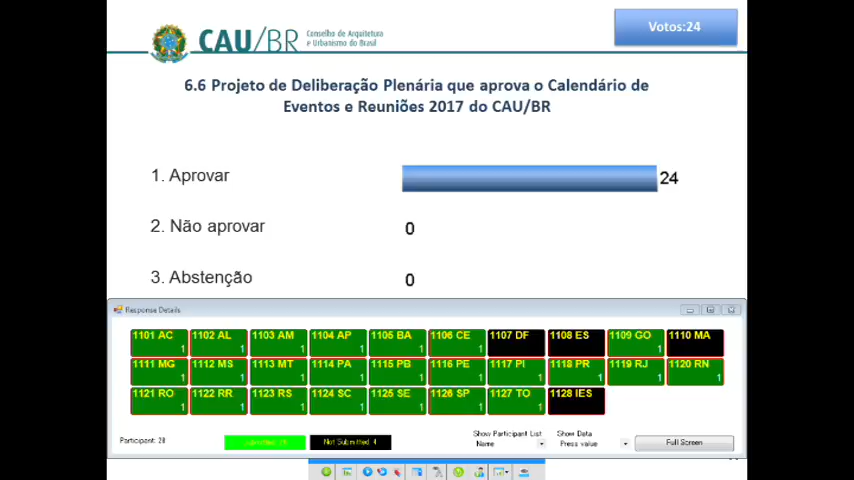 Votos:24
CAU/BR
Conselho de Arquitetura
e Urbanismo do Brasil
6.6 Projeto de Deliberação Plenária que aprova o Calendário de
Eventos e Reuniões 2017 do CAU/BR
1. Aprovar 24
2. Não aprovar 0
3. Abstenção 0
Response Details
1101 AC 1102 AL 1103 AM 1104 AP 1105 BA 1106 CE 1107 DF 1108 ES 1109 GO 1110 MA
1 1 1 1 1 1 1
1111 MG 1112 MS 1113 MT 1114 PA 1115 PB 1116 PE 1117 PI 1118 PR 1119 RJ 1120 RN
1 1 1 1 1 1 1 1 1 1
1121 RO 1122 RR 1123 RS 1124 SC 1125 SE 1126 SP 1127 TO 1128 IES
1 1 1 1 1 1 1
Show Participant List Show Data
Participant: 28 Not Submitted: 4 Name Press value Full Screen